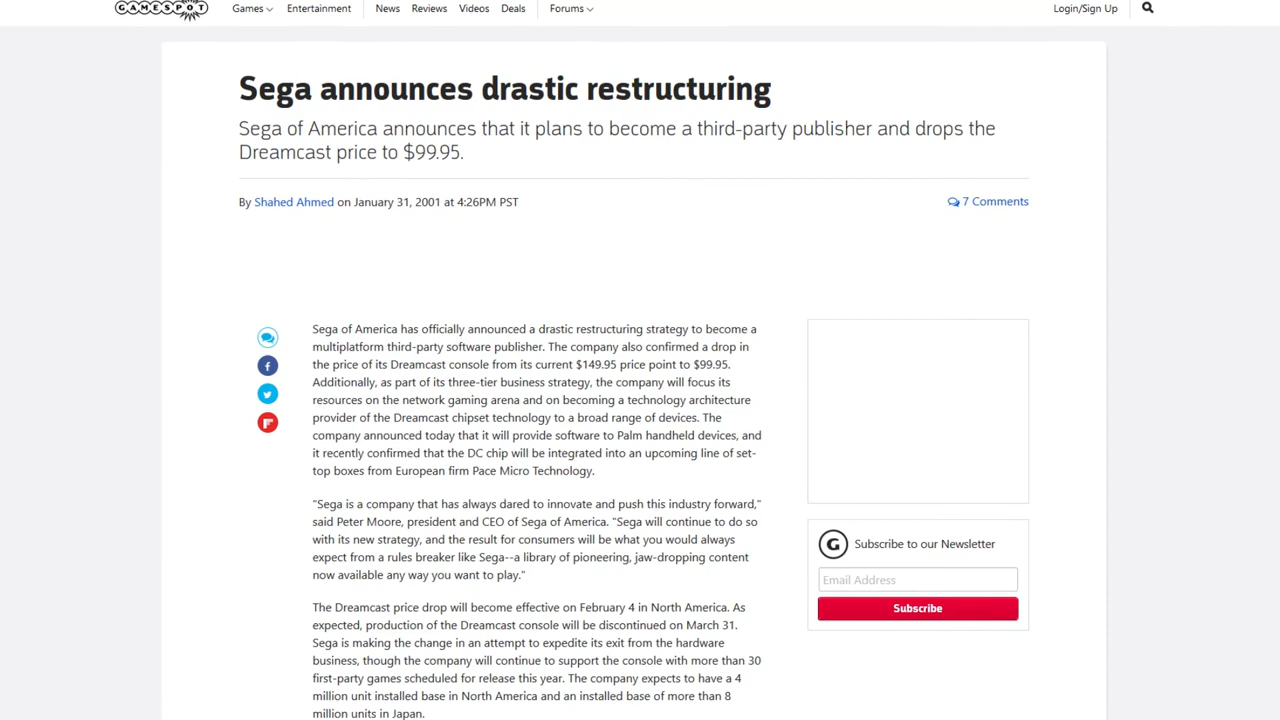 GAMESPOT Games Entertainment News Reviews Videos Deals Forums Login/Sign Up
Sega announces drastic restructuring
Sega of America announces that it plans to become a third-party publisher and drops the
Dreamcast price to $99.95.
By Shahed Ahmed on January 31, 2001 at 4:26PM PST
7 Comments
Sega of America has officially announced a drastic restructuring strategy to become a
multiplatform third-party software publisher. The company also confirmed a drop in
the price of its Dreamcast console from its current $149.95 price point to $99.95.
Additionally, as part of its three-tier business strategy, the company will focus its
resources on the network gaming arena and on becoming a technology architecture
provider of the Dreamcast chipset technology to a broad range of devices. The
company announced today that it will provide software to Palm handheld devices, and
it recently confirmed that the DC chip will be integrated into an upcoming line of set-
top boxes from European firm Pace Micro Technology.
"Sega is a company that has always dared to innovate and push this industry forward,"
said Peter Moore, president and CEO of Sega of America. "Sega will continue to do so
with its new strategy, and the result for consumers will be what you would always
expect from a rules breaker like Sega--a library of pioneering, jaw-dropping content
now available any way you want to play."
The Dreamcast price drop will become effective on February 4 in North America. As
expected, production of the Dreamcast console will be discontinued on March 31.
Sega is making the change in an attempt to expedite its exit from the hardware
business, though the company will continue to support the console with more than 30
first-party games scheduled for release this year. The company expects to have a 4
million unit installed base in North America and an installed base of more than 8
million units in Japan.
G Subscribe to our Newsletter
Email Address
Subscribe